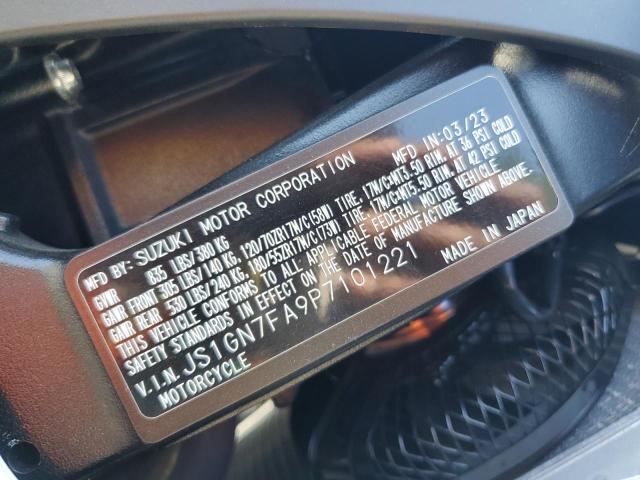 MFD BY: SUZUKI MOTOR CORPORATION MFD IN: 03/23
GVWR 835 LBS/380 KG
GAWR FRONT 305 LBS/140 KG, 120/70ZR17M/C(58W) TIRE, 17M/C×MT3.50 RIM, AT 36 PSI COLD
GAWR REAR 530 LBS/240 KG, 180/55ZR17M/C(73W) TIRE, 17M/C×MT5.50 RIM, AT 42 PSI COLD
THIS VEHICLE CONFORMS TO ALL APPLICABLE FEDERAL MOTOR VEHICLE
SAFETY STANDARDS IN EFFECT ON THE DATE OF MANUFACTURE SHOWN ABOVE.
V.I.N. JS1GN7FA9P7101221 MADE IN JAPAN
MOTORCYCLE